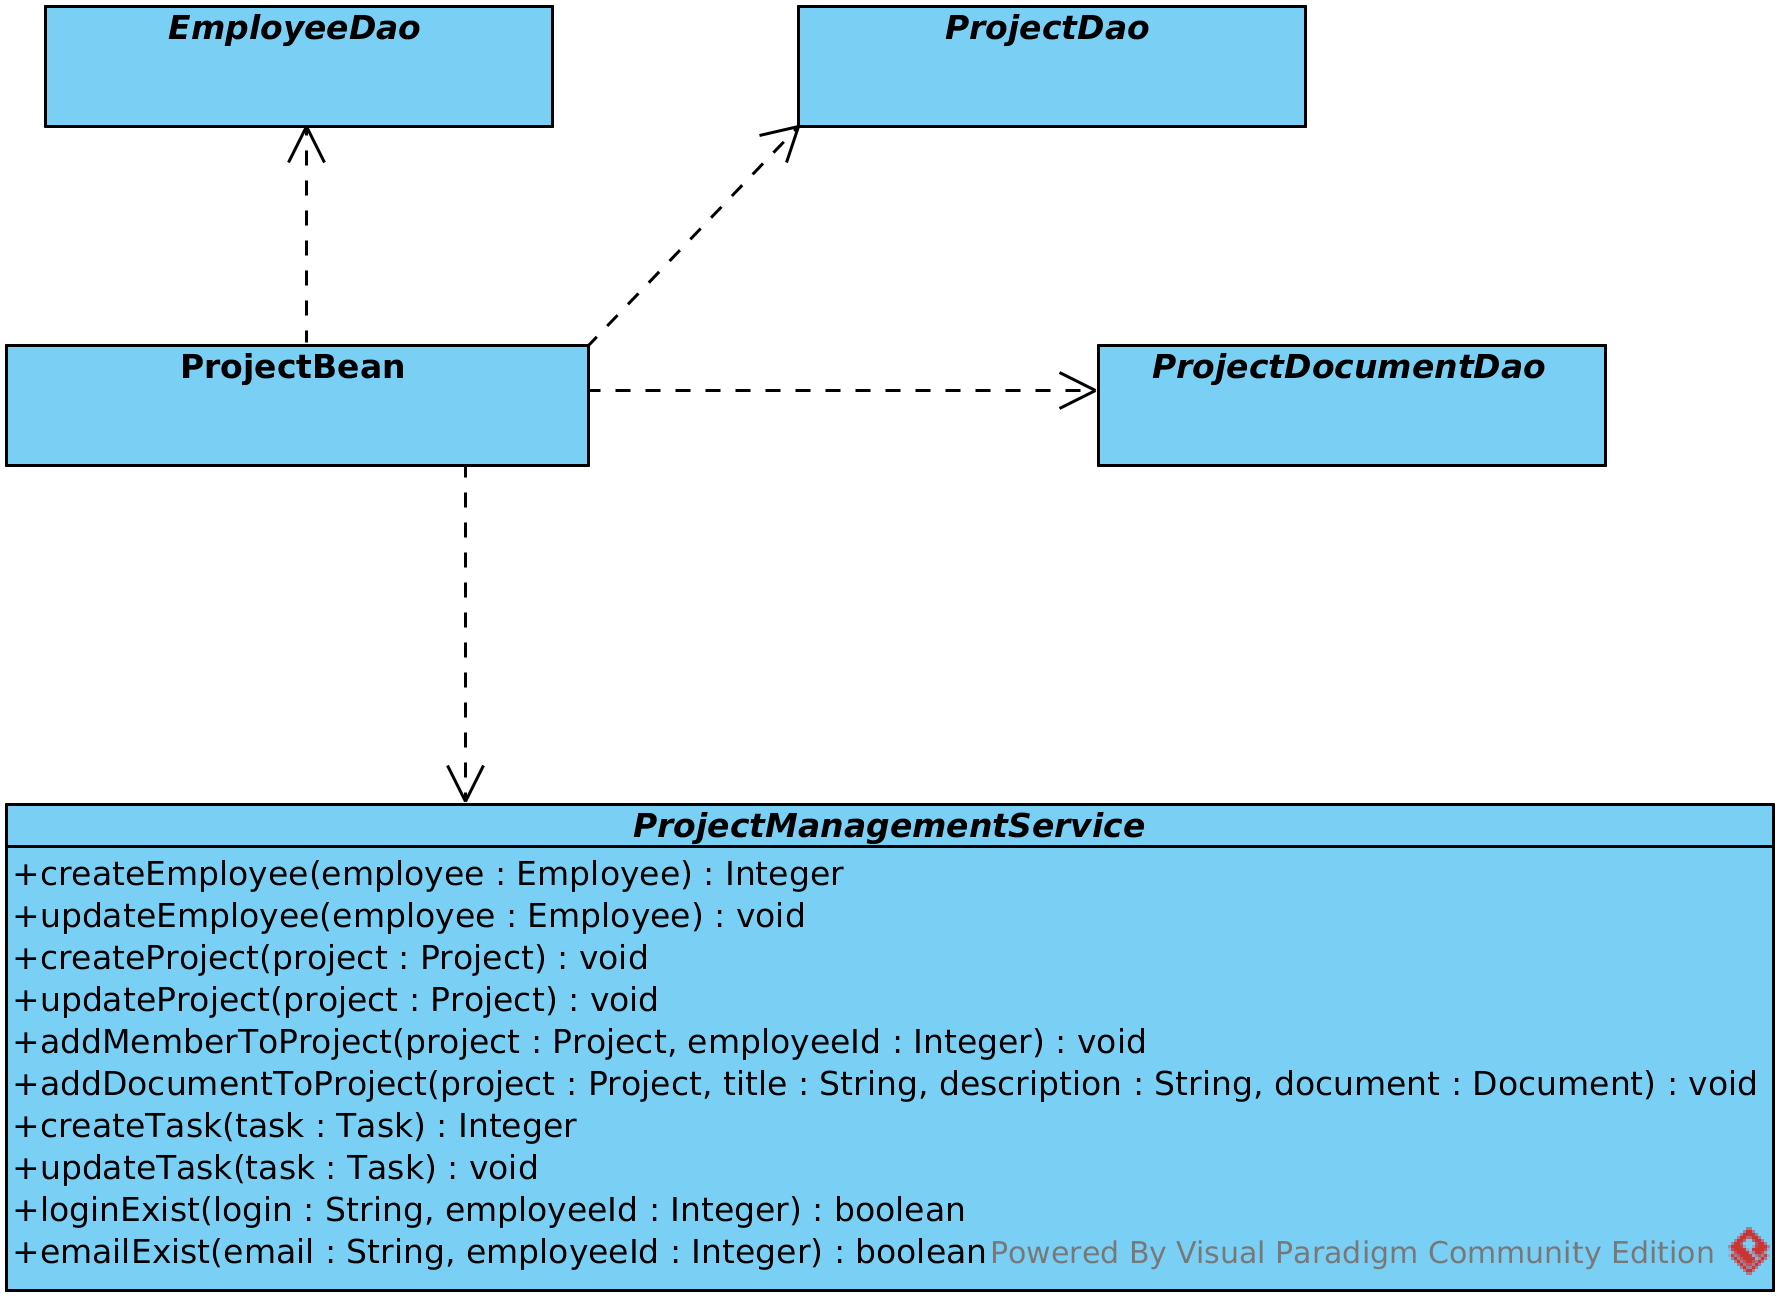 EmployeeDao
ProjectDao
ProjectBean
ProjectDocumentDao
ProjectManagementService
+createEmployee(employee : Employee) : Integer
+updateEmployee(employee : Employee) : void
+createProject(project : Project) : void
+updateProject(project : Project) : void
+addMemberToProject(project : Project, employeeId : Integer) : void
+addDocumentToProject(project : Project, title : String, description : String, document : Document) : void
+createTask(task : Task) : Integer
+updateTask(task : Task) : void
+loginExist(login : String, employeeId : Integer) : boolean
+emailExist(email : String, employeeId : Integer) : boolean
Powered By Visual Paradigm Community Edition